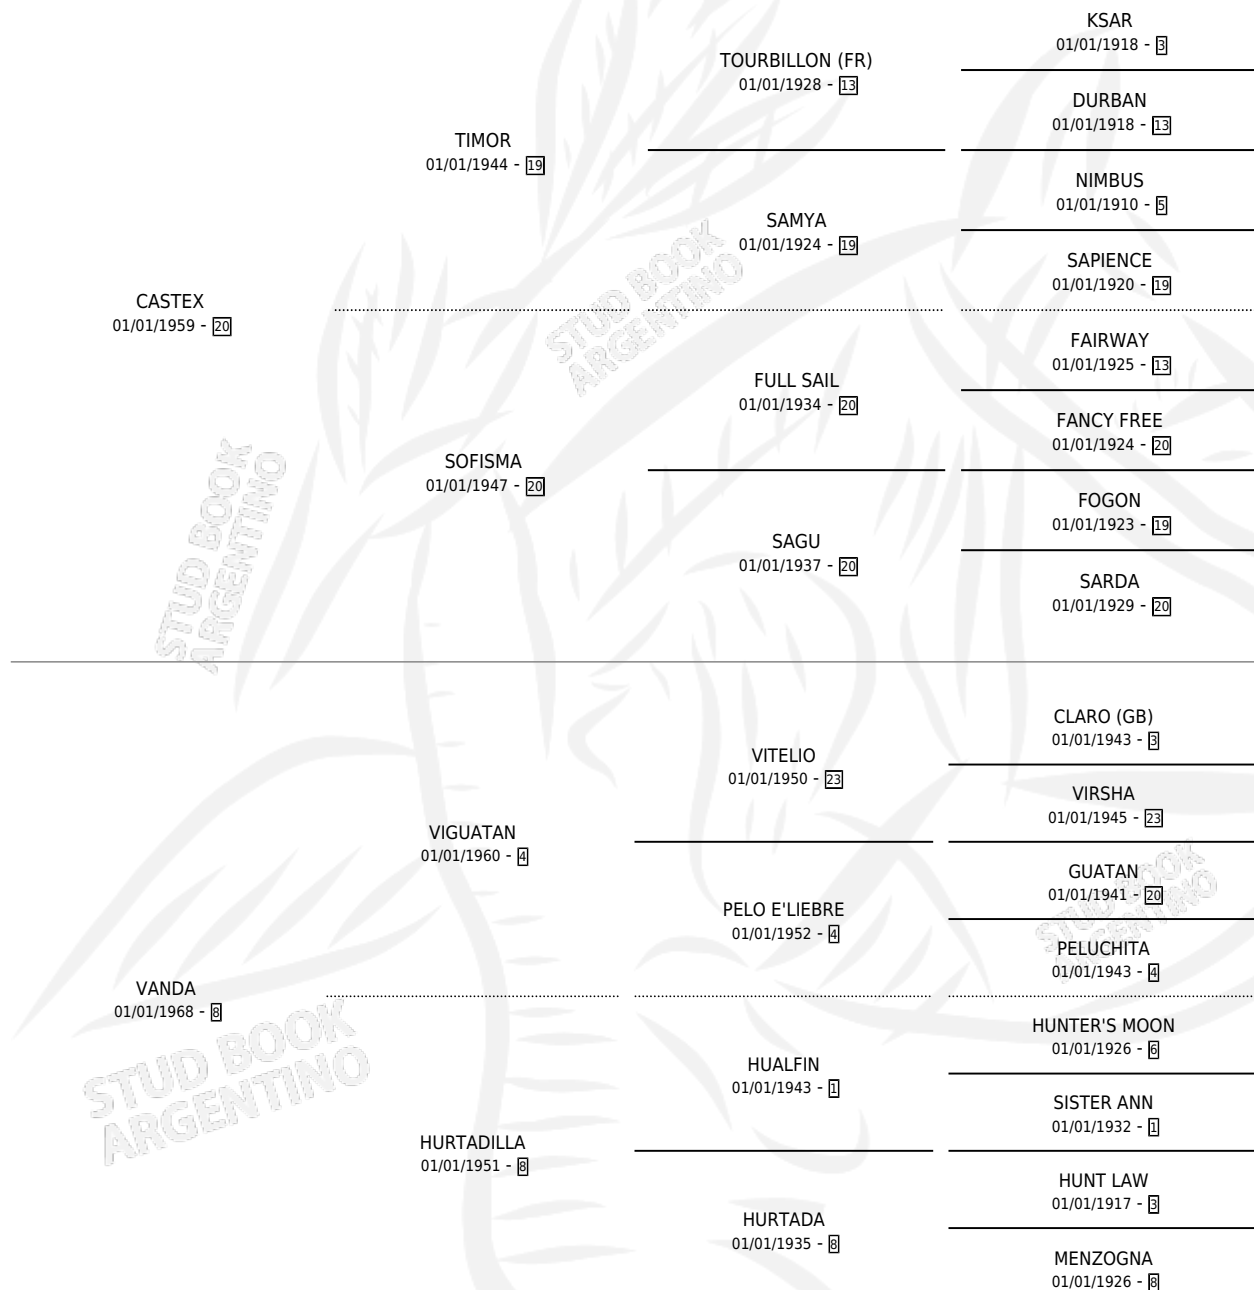 KSAR
01/01/1918 - 3
TOURBILLON (FR)
01/01/1928 - 13
DURBAN
01/01/1918 - 13
TIMOR
01/01/1944 - 19
NIMBUS
01/01/1910 - 5
SAMYA
01/01/1924 - 19
SAPIENCE
01/01/1920 - 19
CASTEX
01/01/1959 - 20
FAIRWAY
01/01/1925 - 13
FULL SAIL
01/01/1934 - 20
FANCY FREE
01/01/1924 - 20
SOFISMA
01/01/1947 - 20
FOGON
01/01/1923 - 19
SAGU
01/01/1937 - 20
SARDA
01/01/1929 - 20
CLARO (GB)
01/01/1943 - 3
VITELIO
01/01/1950 - 23
VIRSHA
01/01/1945 - 23
VIGUATAN
01/01/1960 - 4
GUATAN
01/01/1941 - 20
PELO E'LIEBRE
01/01/1952 - 4
PELUCHITA
01/01/1943 - 4
VANDA
01/01/1968 - 8
HUNTER'S MOON
01/01/1926 - 6
HUALFIN
01/01/1943 - 1
SISTER ANN
01/01/1932 - 1
HURTADILLA
01/01/1951 - 8
HUNT LAW
01/01/1917 - 3
HURTADA
01/01/1935 - 8
MENZOGNA
01/01/1926 - 8
STUD BOOK
ARGENTINO
STUD BOOK
ARGENTINO
STUD BOOK
ARGENTINO
STUD BOOK
ARGENTINO